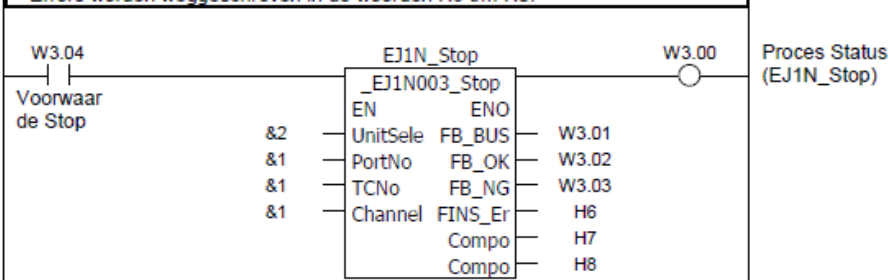 W3.04
EJ1N_Stop
W3.00
Proces Status
(EJ1N_Stop)
_EJ1N003_Stop
Voorwaar
de Stop
EN ENO
&2 UnitSele FB_BUS W3.01
&1 PortNo FB_OK W3.02
&1 TCNo FB_NG W3.03
&1 Channel FINS_Er H6
Compo H7
Compo H8